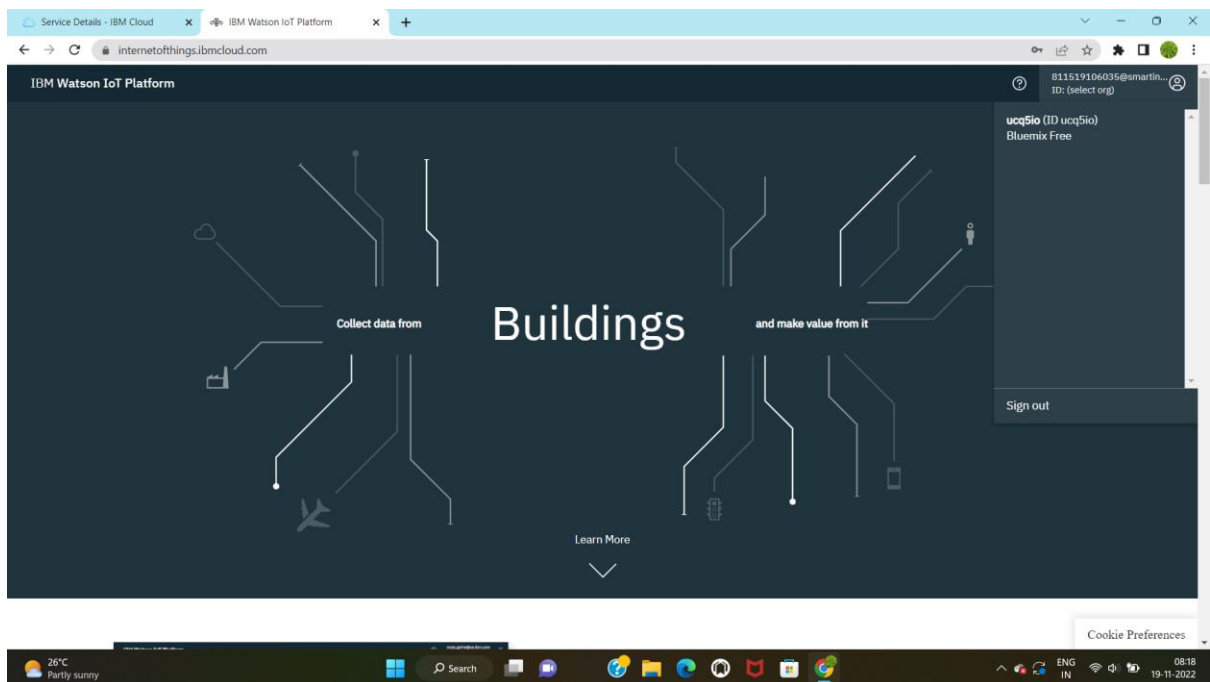 Service Details - IBM Cloud
IBM Watson IoT Platform
internetofthings.ibmcloud.com
IBM Watson IoT Platform
811519106035@smartin...
ID: (select org)
ucq5io (ID ucq5io)
Bluemix Free
Collect data from
Buildings
and make value from it
Sign out
Learn More
Cookie Preferences
26°C
Partly sunny
Search
ENG
IN
08:18
19-11-2022